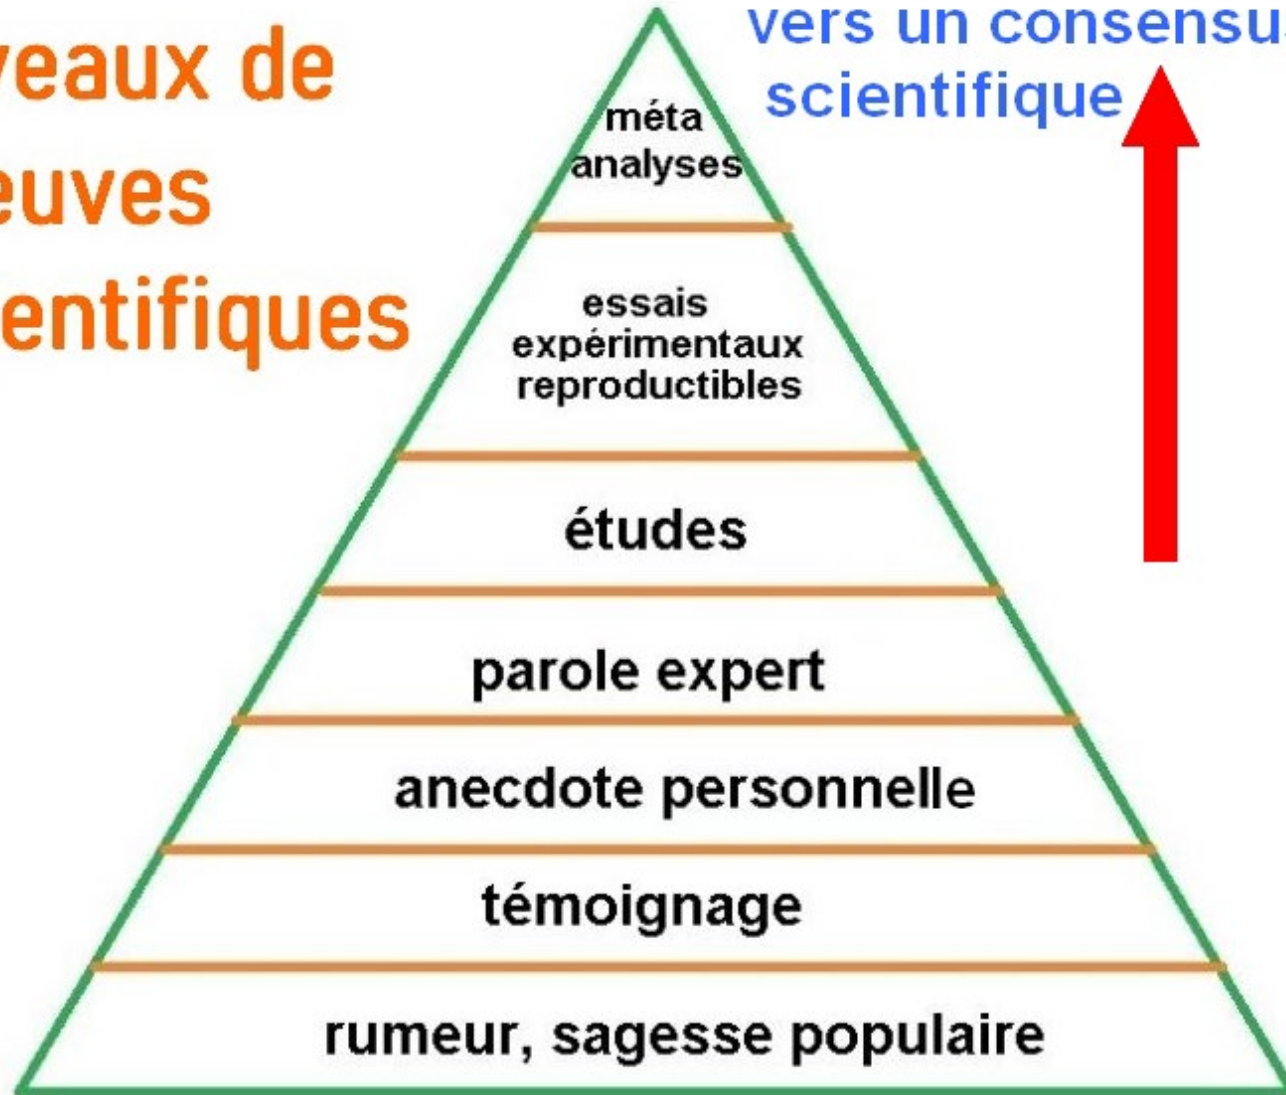 veaux de
euves
entifiques
vers un consensus
scientifique
méta
analyses
essais
expérimentaux
reproductibles
études
parole expert
anecdote personnelle
témoignage
rumeur, sagesse populaire